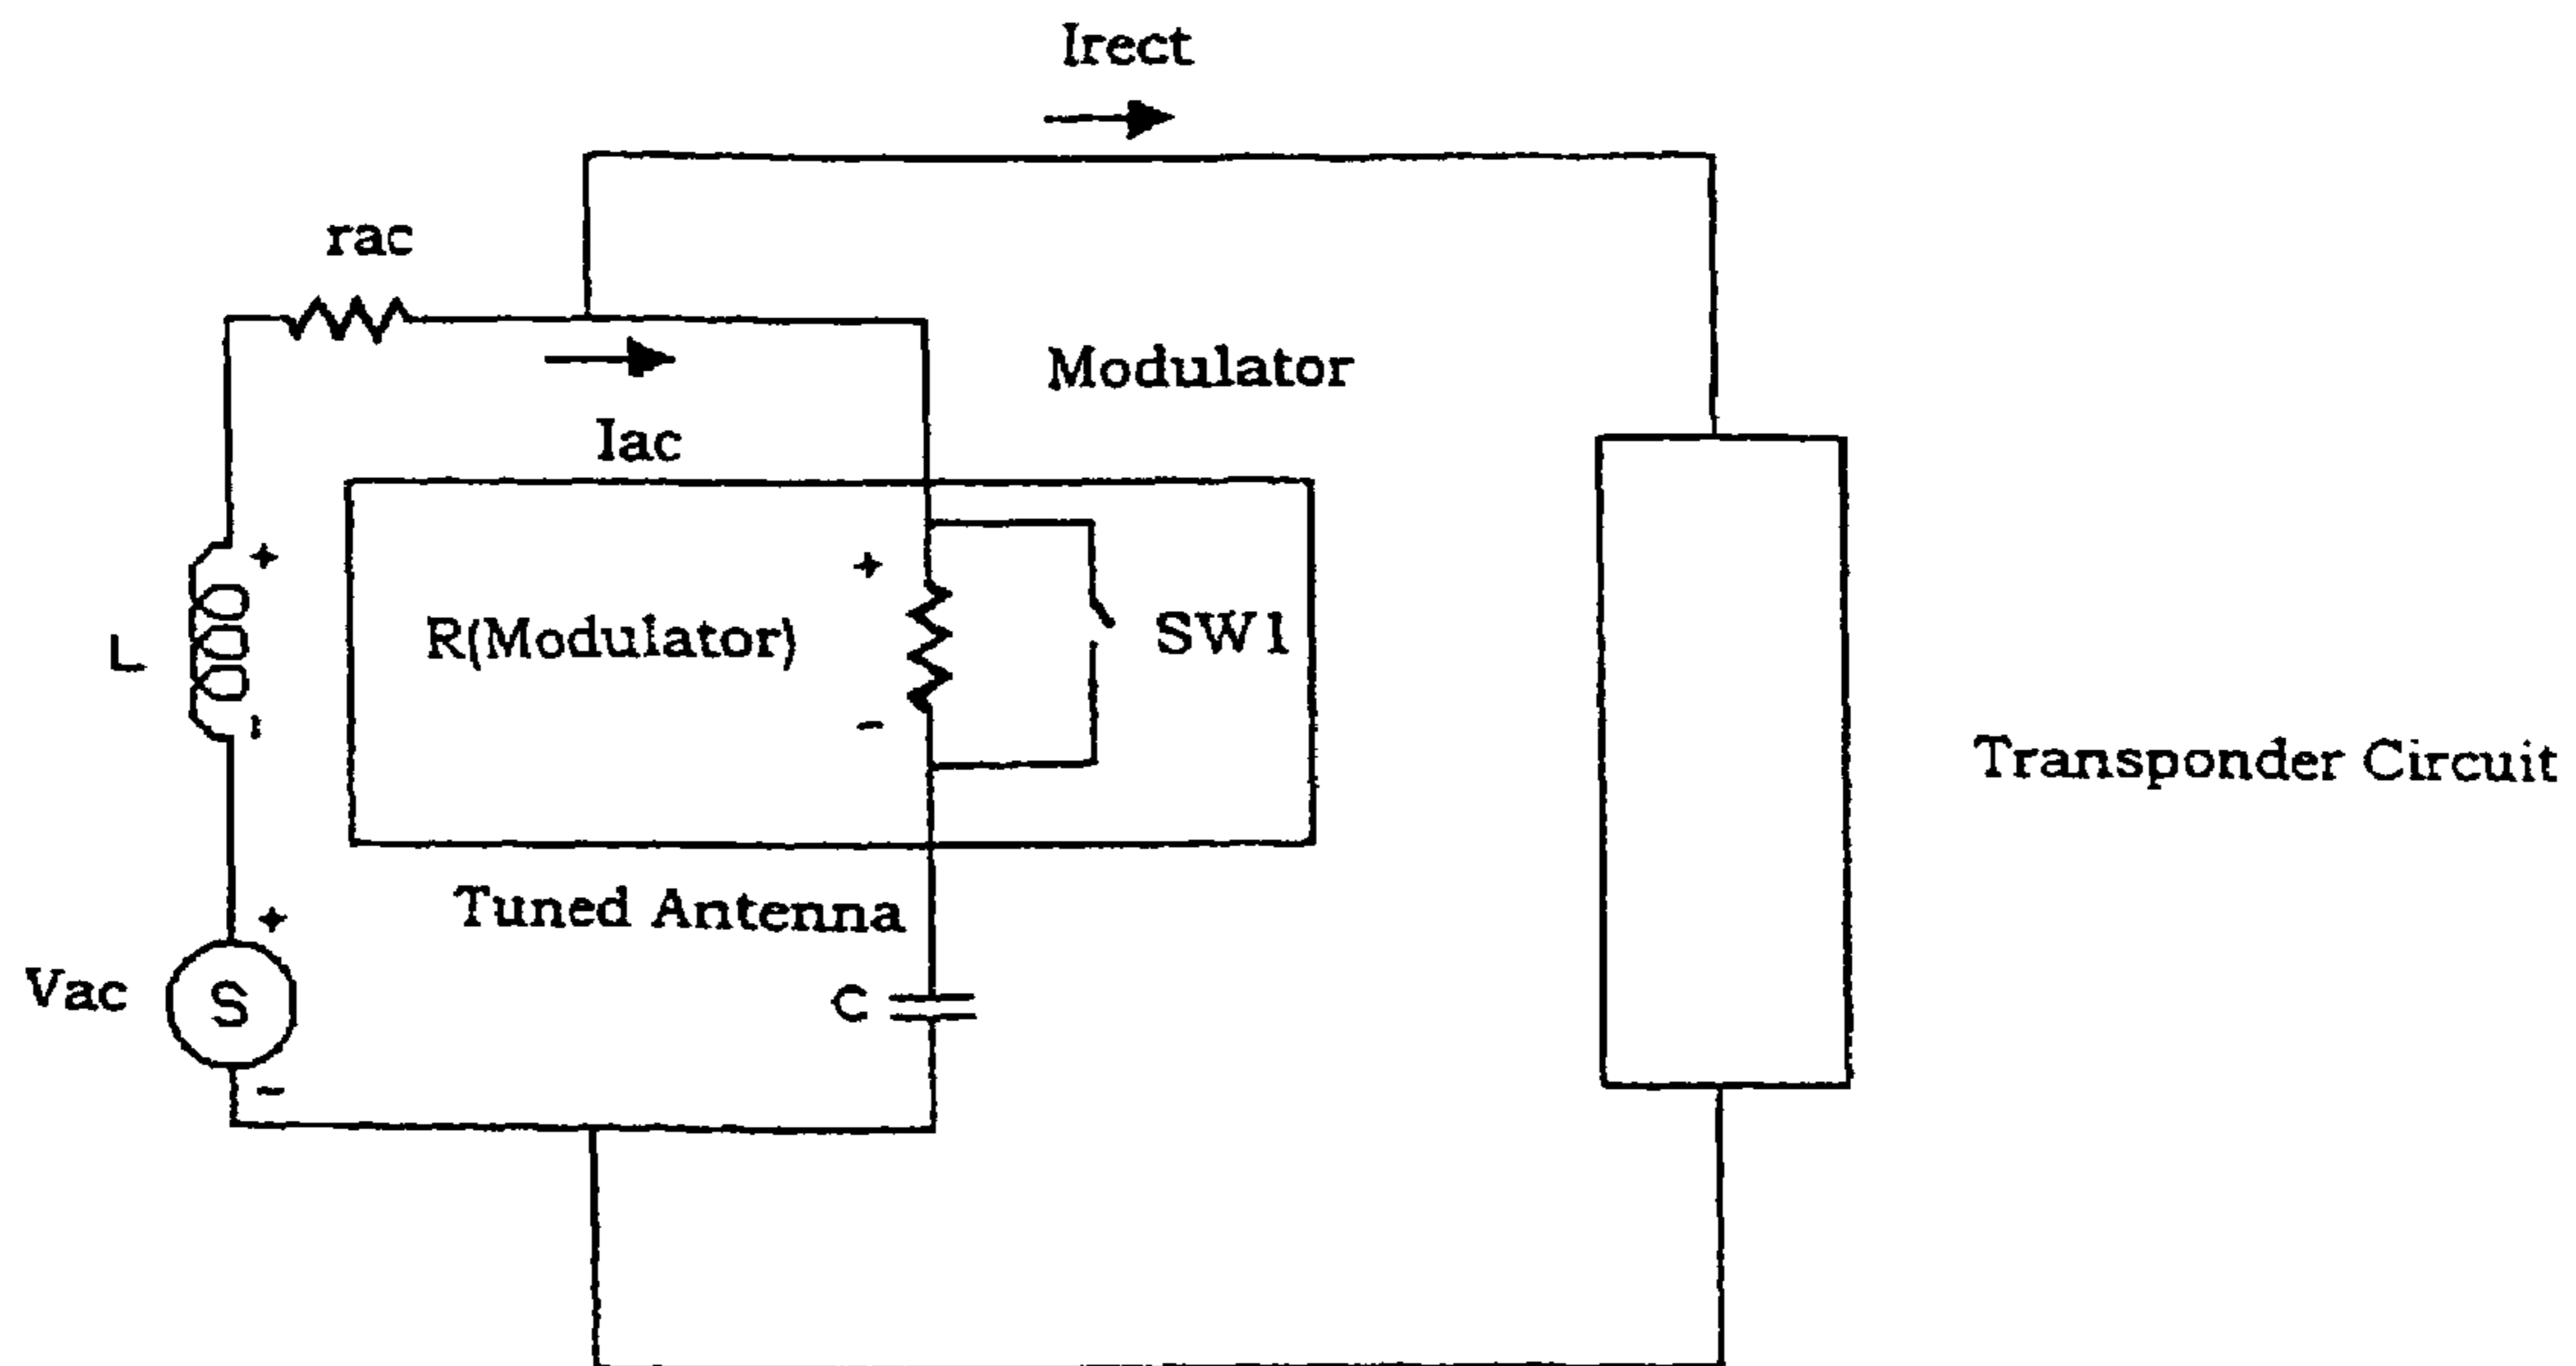 Irect
rac
Iac
Modulator
+
+
L
R(Modulator)
SW1
-
-
Transponder Circuit
Tuned Antenna
+
Vac
S
C
-